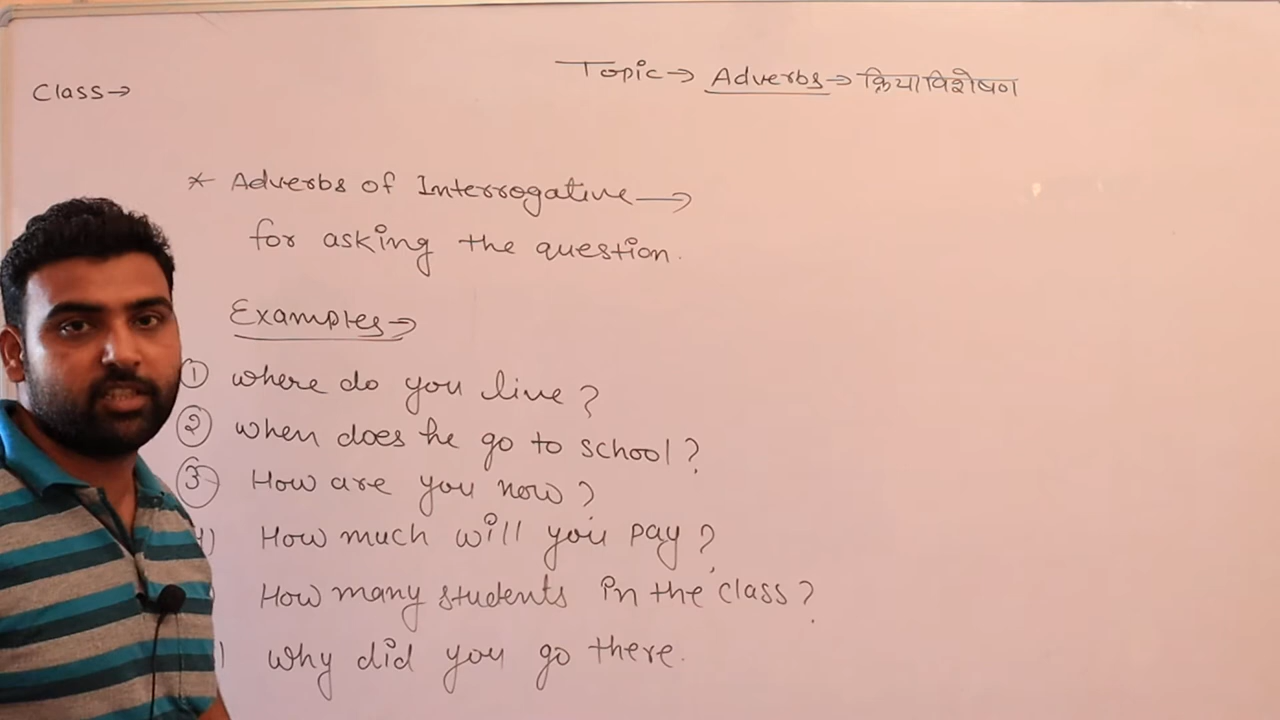 Topic → Adverbs → क्रिया विशेषण
Class →
* Adverbs of Interrogative →
for asking the question.
Examples →
① where do you live?
② when does he go to school?
③ How are you now?
4) How much will you pay?
How many students in the class?
) why did you go there.